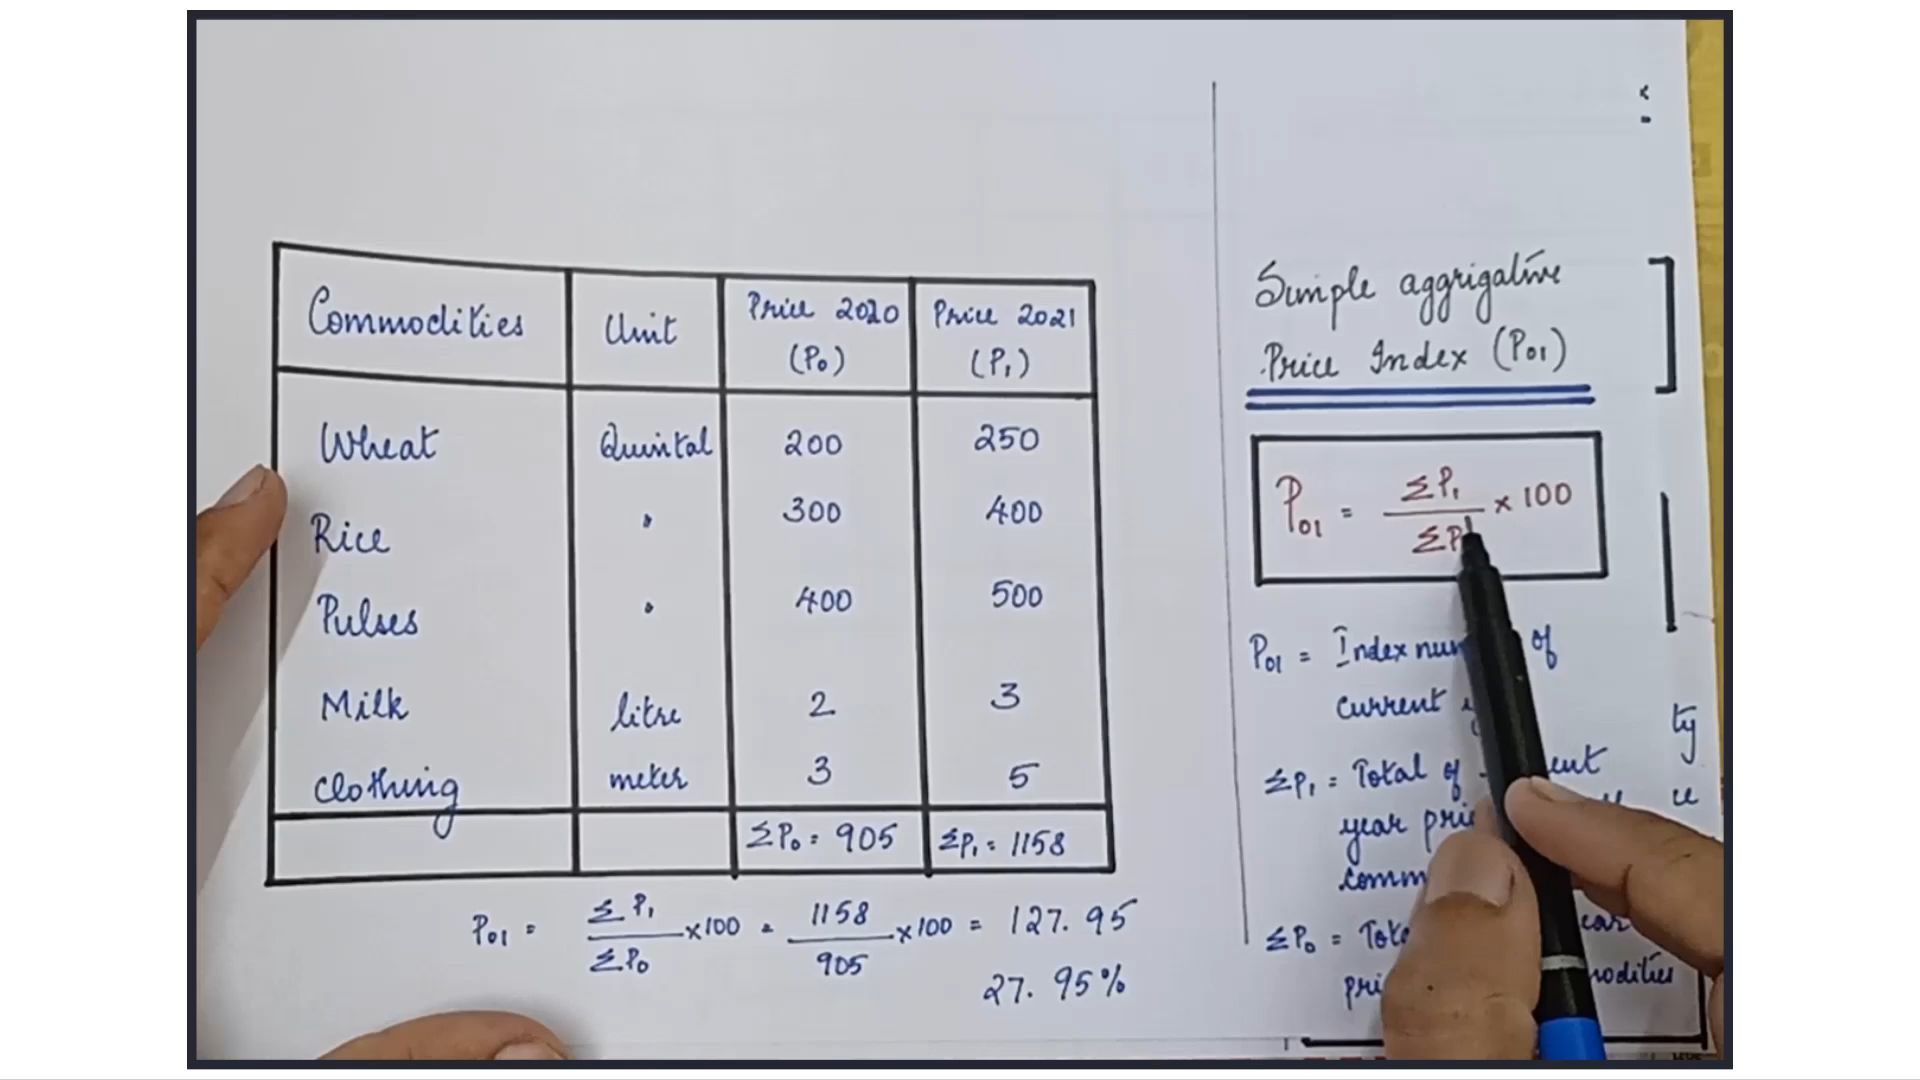 Commodities Unit Price 2020 (P₀) Price 2021 (P₁)
Wheat Quintal 200 250
Rice " 300 400
Pulses " 400 500
Milk litre 2 3
Clothing meter 3 5
ΣP₀ = 905 ΣP₁ = 1158
P₀₁ = ΣP₁ / ΣP₀ ×100 = 1158 / 905 ×100 = 127.95
27.95%
Simple aggrigative
Price Index (P₀₁)
P₀₁ = ΣP₁ / ΣP × 100
P₀₁ = Index of
current
ΣP₁ = Total of
year
ΣP₀ =